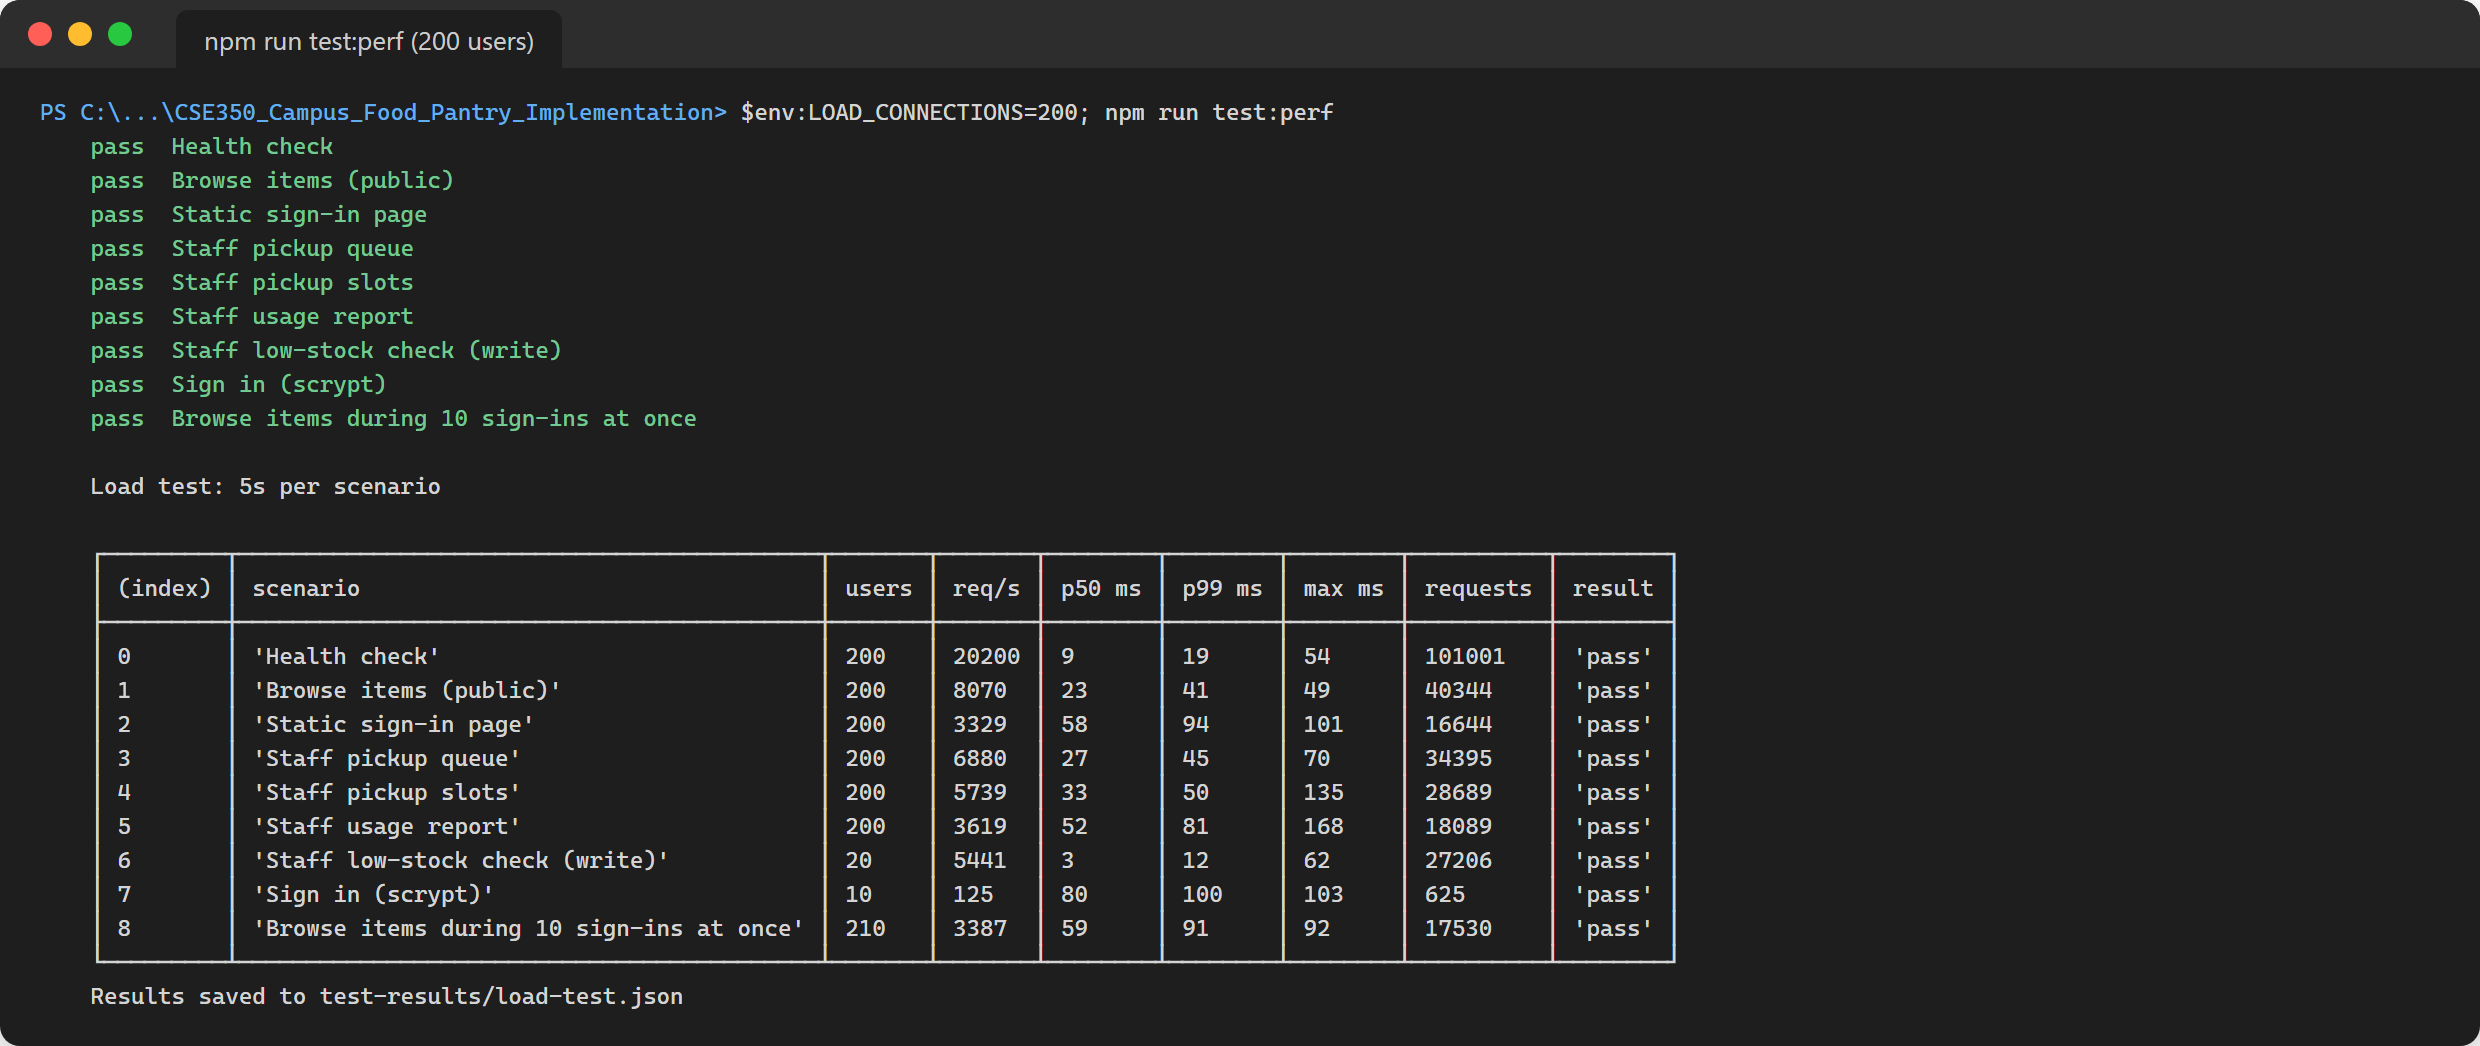 npm run test:perf (200 users)
PS C:\...\CSE350_Campus_Food_Pantry_Implementation> $env:LOAD_CONNECTIONS=200; npm run test:perf
pass  Health check
pass  Browse items (public)
pass  Static sign-in page
pass  Staff pickup queue
pass  Staff pickup slots
pass  Staff usage report
pass  Staff low-stock check (write)
pass  Sign in (scrypt)
pass  Browse items during 10 sign-ins at once
Load test: 5s per scenario
(index) scenario users req/s p50 ms p99 ms max ms requests result
0 'Health check' 200 20200 9 19 54 101001 'pass'
1 'Browse items (public)' 200 8070 23 41 49 40344 'pass'
2 'Static sign-in page' 200 3329 58 94 101 16644 'pass'
3 'Staff pickup queue' 200 6880 27 45 70 34395 'pass'
4 'Staff pickup slots' 200 5739 33 50 135 28689 'pass'
5 'Staff usage report' 200 3619 52 81 168 18089 'pass'
6 'Staff low-stock check (write)' 20 5441 3 12 62 27206 'pass'
7 'Sign in (scrypt)' 10 125 80 100 103 625 'pass'
8 'Browse items during 10 sign-ins at once' 210 3387 59 91 92 17530 'pass'
Results saved to test-results/load-test.json